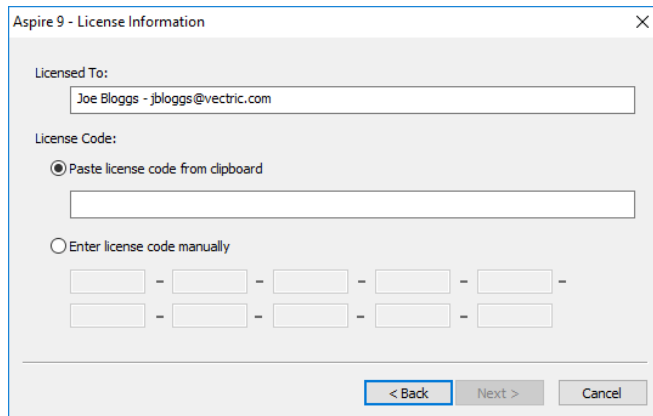 Aspire 9 - License Information
Licensed To:
Joe Bloggs - jbloggs@vectric.com
License Code:
Paste license code from clipboard
Enter license code manually
- - - - -
- - - -
< Back Next > Cancel